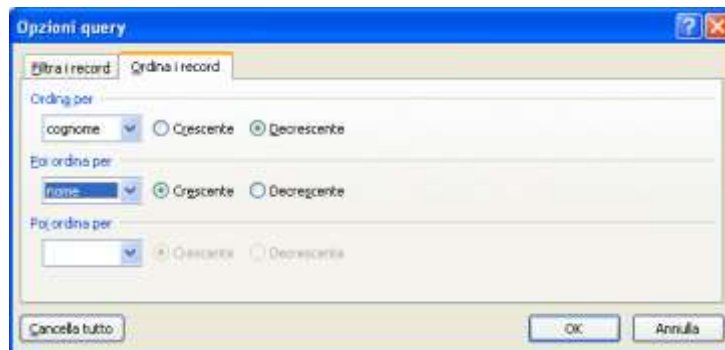 Opzioni query
Filtra i record Ordina i record
Ordina per
cognome Crescente Decrescente
Poi ordina per
nome Crescente Decrescente
Poi ordina per
Crescente Decrescente
Cancella tutto OK Annulla